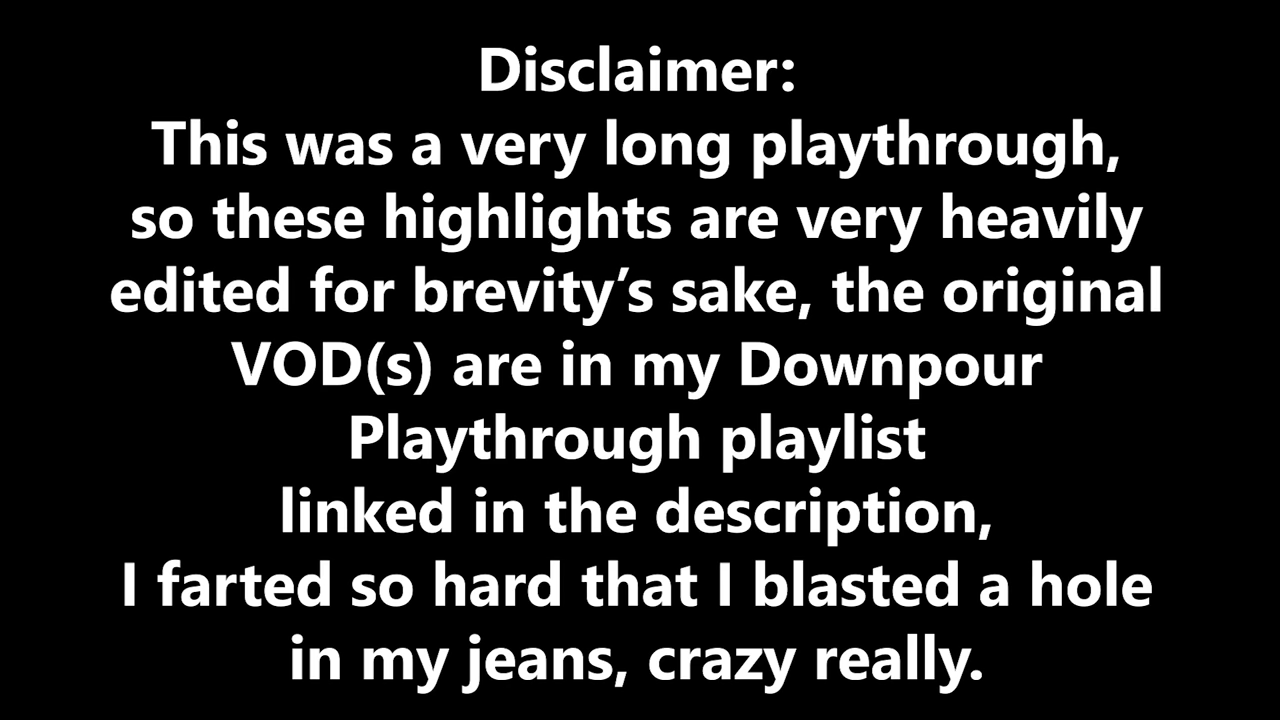 Disclaimer:
This was a very long playthrough,
so these highlights are very heavily
edited for brevity’s sake, the original
VOD(s) are in my Downpour
Playthrough playlist
linked in the description,
I farted so hard that I blasted a hole
in my jeans, crazy really.